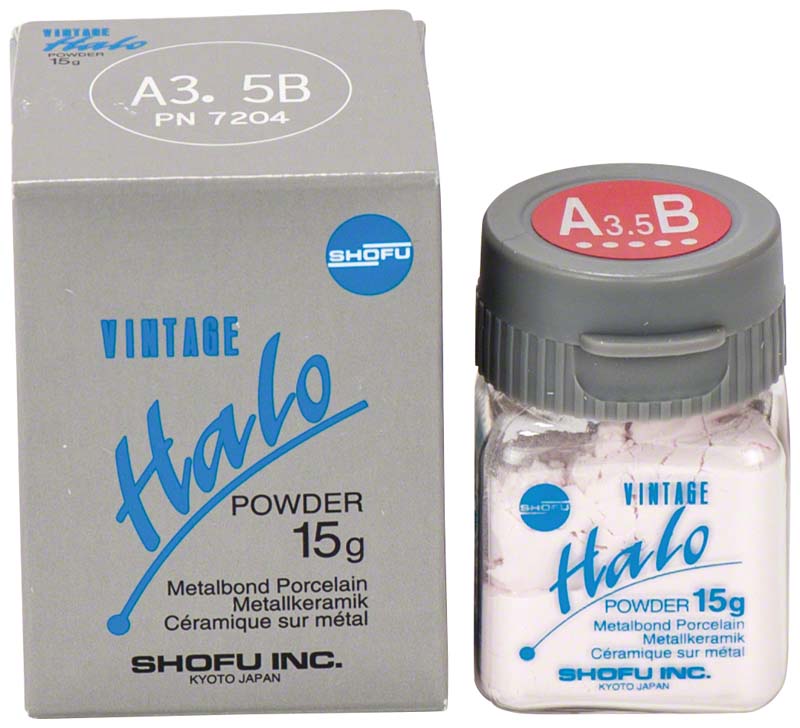 VINTAGE
Halo
POWDER
15g
A3. 5B
PN 7204
SHOFU
VINTAGE
Halo
POWDER
15g
Metalbond Porcelain
Metallkeramik
Céramique sur métal
SHOFU INC.
KYOTO JAPAN
A3.5B
SHOFU
VINTAGE
Halo
POWDER 15g
Metalbond Porcelain
Metallkeramik
Céramique sur métal
SHOFU INC.
KYOTO JAPAN